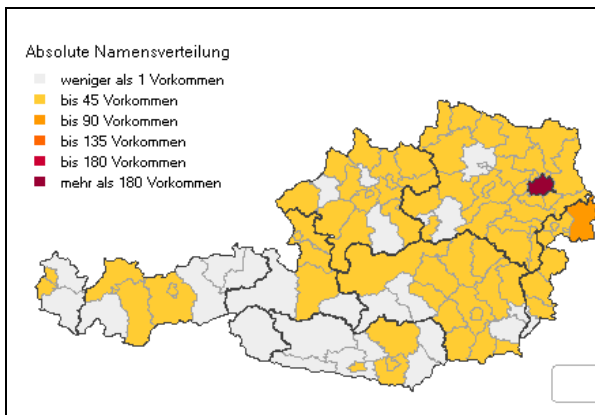 Absolute Namensverteilung
weniger als 1 Vorkommen
bis 45 Vorkommen
bis 90 Vorkommen
bis 135 Vorkommen
bis 180 Vorkommen
mehr als 180 Vorkommen